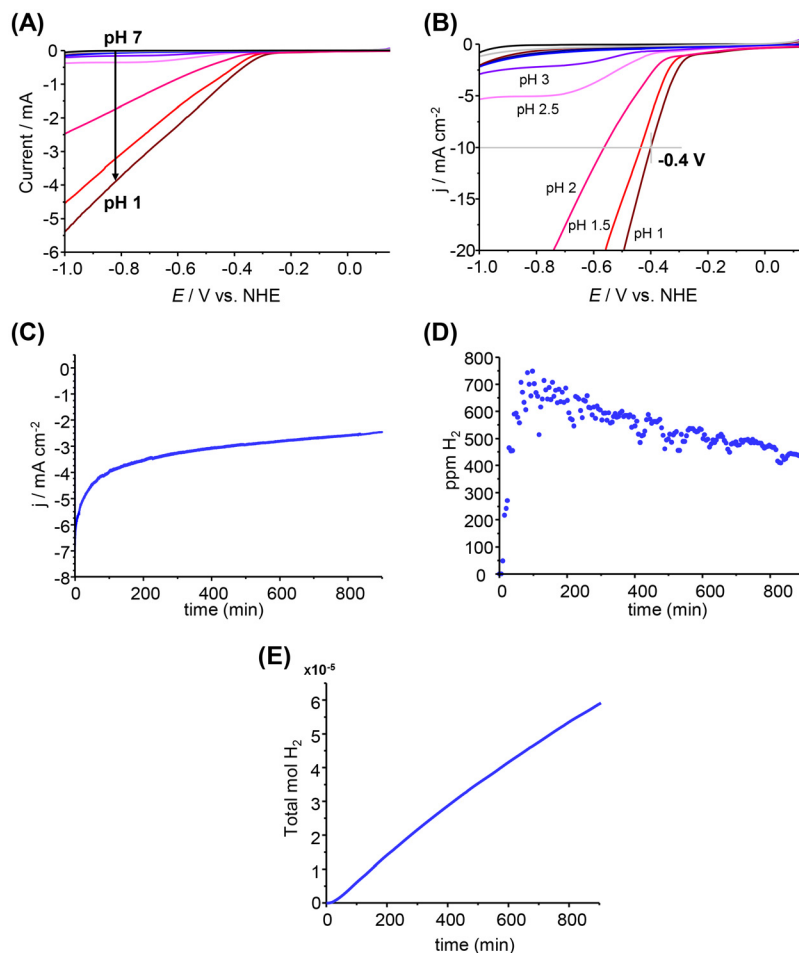 (A)
pH 7
pH 1
0
-1
-2
-3
-4
-5
-6
Current / mA
-1.0 -0.8 -0.6 -0.4 -0.2 0.0
E / V vs. NHE
(B)
0
-5
-10
-15
-20
j / mA cm-2
pH 3
pH 2.5
pH 2
pH 1.5
pH 1
-0.4 V
-1.0 -0.8 -0.6 -0.4 -0.2 0.0
E / V vs. NHE
(C)
0
-1
-2
-3
-4
-5
-6
-7
-8
j / mA cm-2
0 200 400 600 800
time (min)
(D)
800
700
600
500
400
300
200
100
0
ppm H2
0 200 400 600 800
time (min)
(E)
x10-5
6
5
4
3
2
1
0
Total mol H2
0 200 400 600 800
time (min)